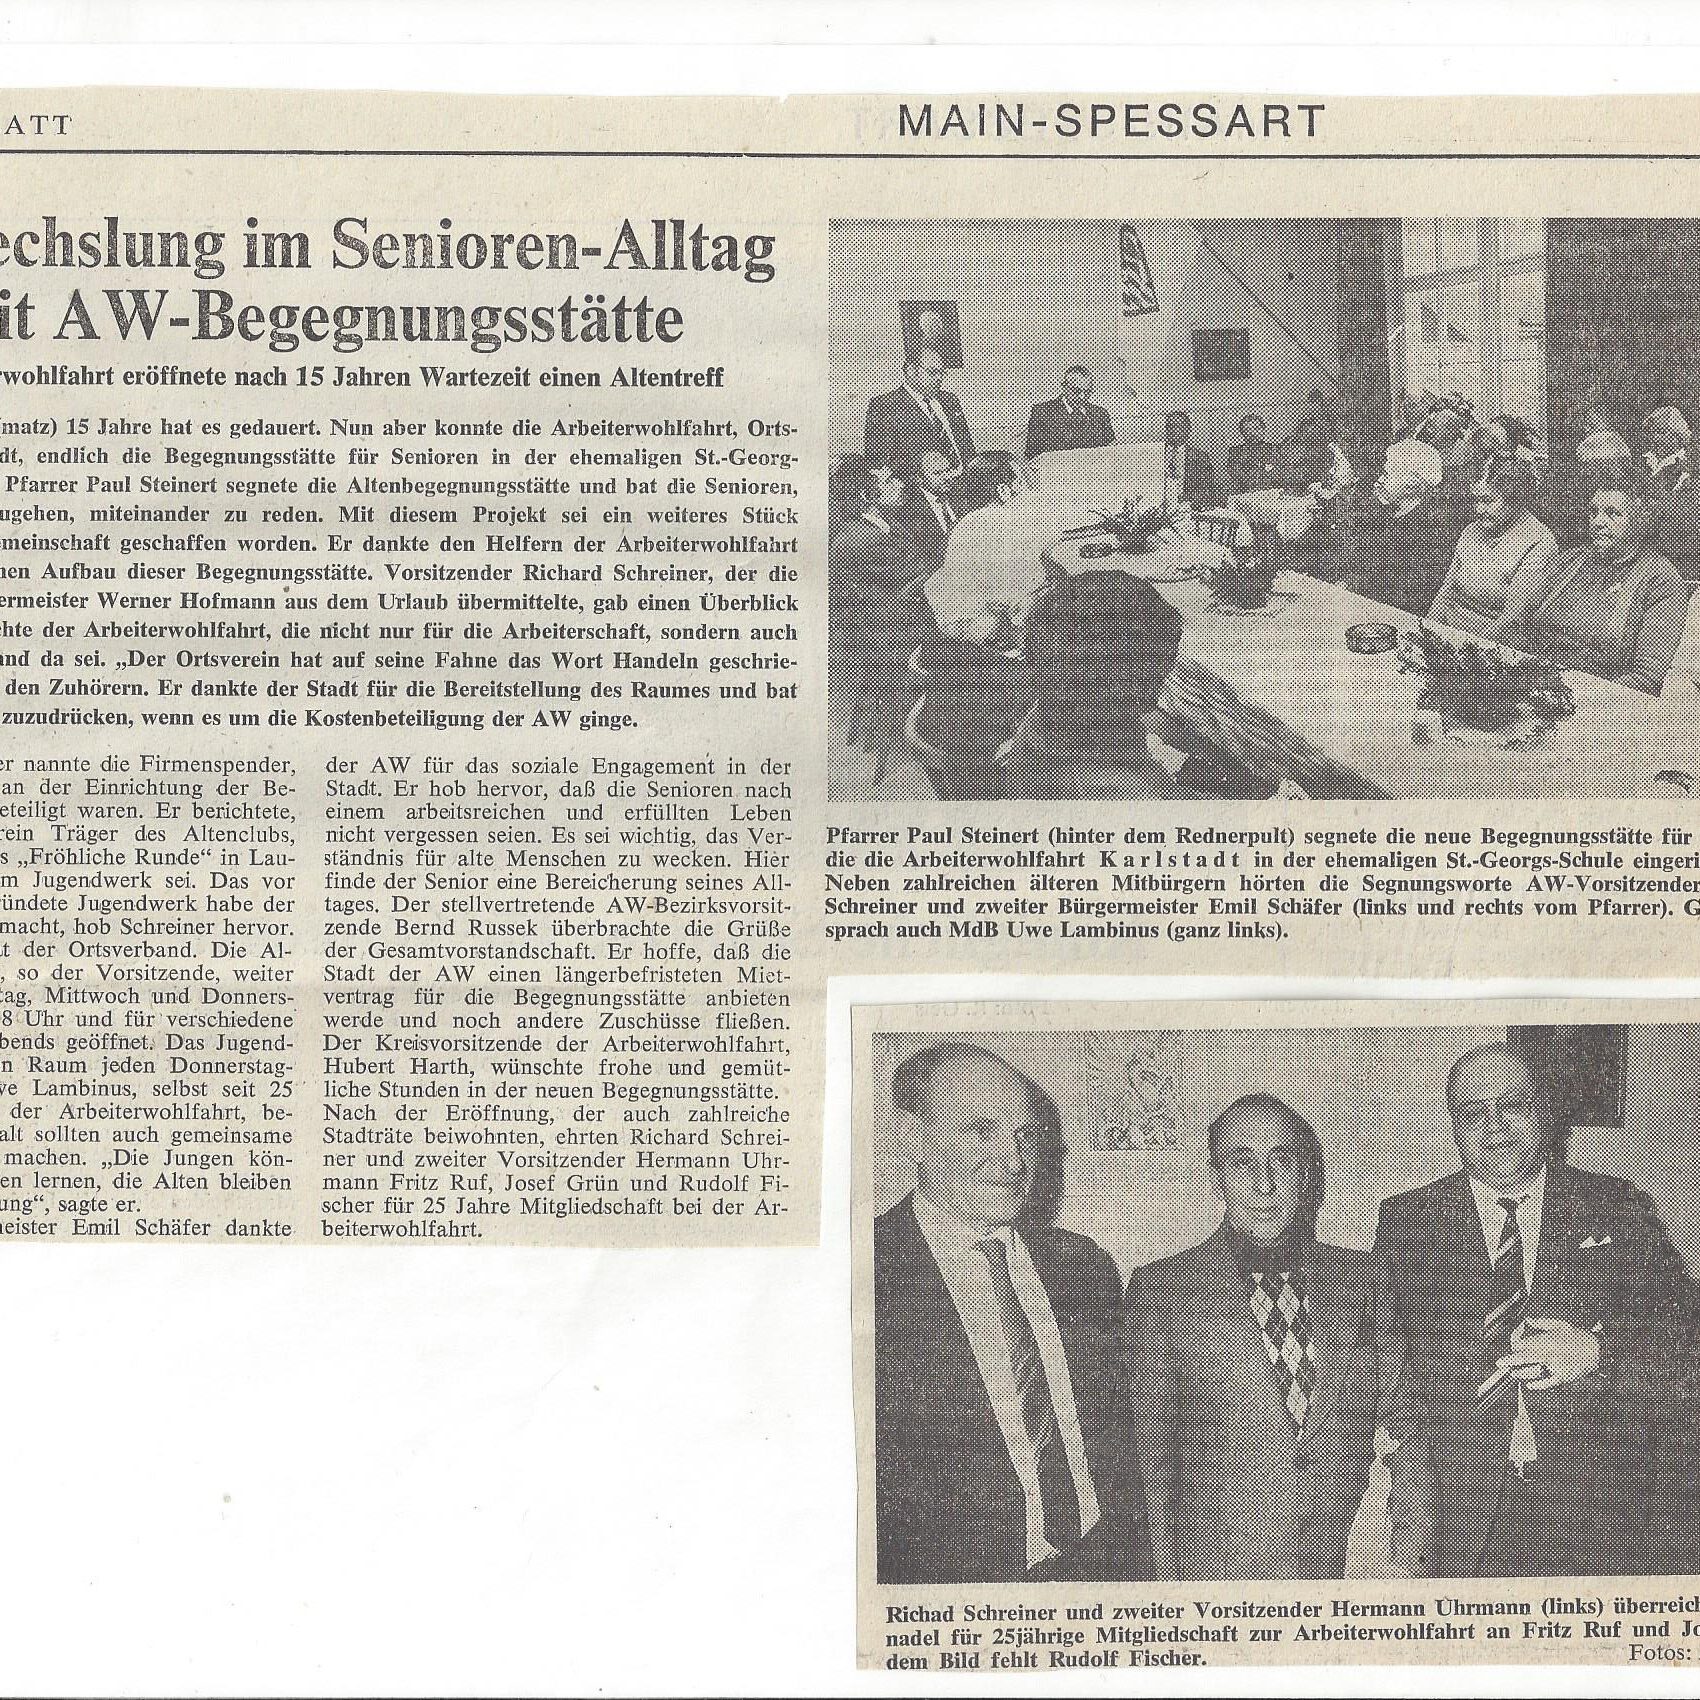 ATT
MAIN-SPESSART
echslung im Senioren-Alltag
it AW-Begegnungsstätte
rwohlfahrt eröffnete nach 15 Jahren Wartezeit einen Altentreff
matz) 15 Jahre hat es gedauert. Nun aber konnte die Arbeiterwohlfahrt, Orts-
dt, endlich die Begegnungsstätte für Senioren in der ehemaligen St.-Georg-
Pfarrer Paul Steinert segnete die Altenbegegnungsstätte und bat die Senioren,
ugehen, miteinander zu reden. Mit diesem Projekt sei ein weiteres Stück
meinschaft geschaffen worden. Er dankte den Helfern der Arbeiterwohlfahrt
nen Aufbau dieser Begegnungsstätte. Vorsitzender Richard Schreiner, der die
ermeister Werner Hofmann aus dem Urlaub übermittelte, gab einen Überblick
hte der Arbeiterwohlfahrt, die nicht nur für die Arbeiterschaft, sondern auch
and da sei. „Der Ortsverein hat auf seine Fahne das Wort Handeln geschrie-
den Zuhörern. Er dankte der Stadt für die Bereitstellung des Raumes und bat
zuzudrücken, wenn es um die Kostenbeteiligung der AW ginge.
er nannte die Firmenspender,
an der Einrichtung der Be-
eteiligt waren. Er berichtete,
rein Träger des Altenclubs,
s „Fröhliche Runde“ in Lau-
m Jugendwerk sei. Das vor
ründete Jugendwerk habe der
macht, hob Schreiner hervor.
t der Ortsverband. Die Al-
, so der Vorsitzende, weiter
tag, Mittwoch und Donners-
8 Uhr und für verschiedene
bends geöffnet. Das Jugend-
n Raum jeden Donnerstag-
we Lambinus, selbst seit 25
der Arbeiterwohlfahrt, be-
alt sollten auch gemeinsame
machen. „Die Jungen kön-
en lernen, die Alten bleiben
ung“, sagte er.
meister Emil Schäfer dankte
der AW für das soziale Engagement in der
Stadt. Er hob hervor, daß die Senioren nach
einem arbeitsreichen und erfüllten Leben
nicht vergessen seien. Es sei wichtig, das Ver-
ständnis für alte Menschen zu wecken. Hier
finde der Senior eine Bereicherung seines All-
tages. Der stellvertretende AW-Bezirksvorsit-
zende Bernd Russek überbrachte die Grüße
der Gesamtvorstandschaft. Er hoffe, daß die
Stadt der AW einen längerbefristeten Miet-
vertrag für die Begegnungsstätte anbieten
werde und noch andere Zuschüsse fließen.
Der Kreisvorsitzende der Arbeiterwohlfahrt,
Hubert Harth, wünschte frohe und gemüt-
liche Stunden in der neuen Begegnungsstätte.
Nach der Eröffnung, der auch zahlreiche
Stadträte beiwohnten, ehrten Richard Schrei-
ner und zweiter Vorsitzender Hermann Uhr-
mann Fritz Ruf, Josef Grün und Rudolf Fi-
scher für 25 Jahre Mitgliedschaft bei der Ar-
beiterwohlfahrt.
Pfarrer Paul Steinert (hinter dem Rednerpult) segnete die neue Begegnungsstätte für
die die Arbeiterwohlfahrt Karlstadt in der ehemaligen St.-Georgs-Schule eingeri
Neben zahlreichen älteren Mitbürgern hörten die Segnungsworte AW-Vorsitzender
Schreiner und zweiter Bürgermeister Emil Schäfer (links und rechts vom Pfarrer). G
sprach auch MdB Uwe Lambinus (ganz links).
Richad Schreiner und zweiter Vorsitzender Hermann Uhrmann (links) überreich
nadel für 25jährige Mitgliedschaft zur Arbeiterwohlfahrt an Fritz Ruf und Jo
dem Bild fehlt Rudolf Fischer.
Fotos: